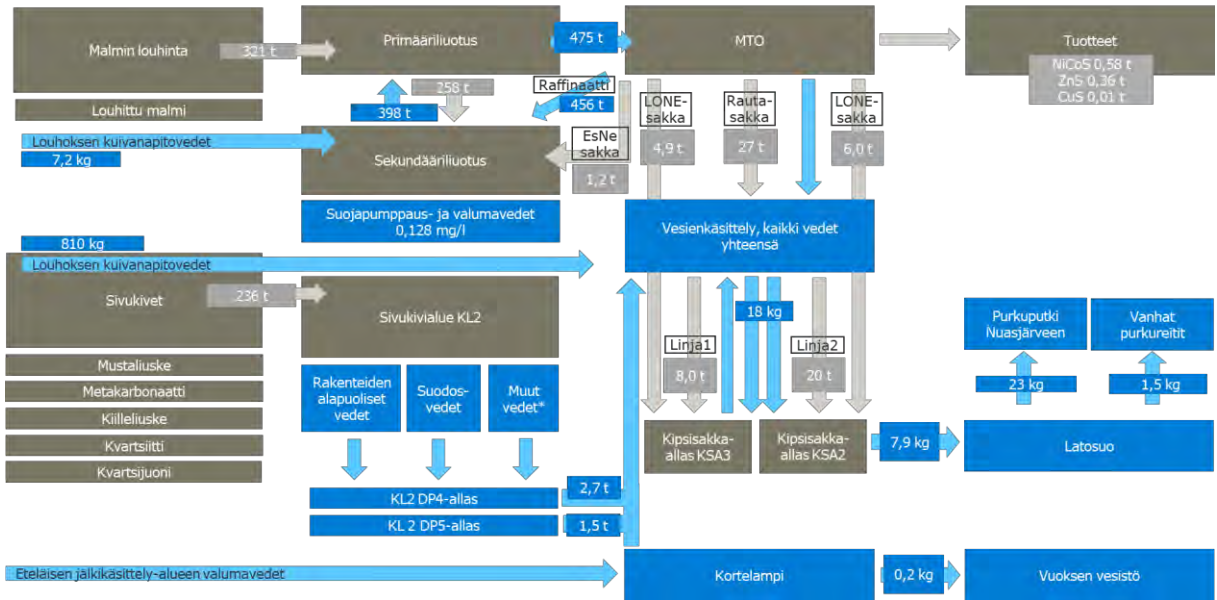 Malmin louhinta
321 t
Primääriliuotus
475 t
MTO
Tuotteet
NiCoS 0,58 t
ZnS 0,36 t
CuS 0,01 t
Louhittu malmi
398 t
258 t
Raffinaatti
456 t
LONE-
sakka
4,9 t
Rauta-
sakka
27 t
LONE-
sakka
6,0 t
Louhoksen kuivanapitovedet
7,2 kg
Sekundääriliuotus
EsNe
sakka
1,2 t
Suojapumppaus- ja valumavedet
0,128 mg/l
Vesienkäsittely, kaikki vedet
yhteensä
810 kg
Louhoksen kuivanapitovedet
Sivukivet
236 t
Sivukivialue KL2
18 kg
Linja1
8,0 t
Linja2
20 t
Purkuputki
Nuasjärveen
Vanhat
purkureitit
23 kg
1,5 kg
Mustaliuske
Metakarbonaatti
Kiilleliuske
Kvartsiitti
Kvartsijuoni
Rakenteiden
alapuoliset
vedet
Suodos-
vedet
Muut
vedet*
Kipsisakka-
allas KSA3
Kipsisakka-
allas KSA2
7,9 kg
Latosuo
KL2 DP4-allas
2,7 t
KL 2 DP5-allas
1,5 t
Eteläisen jälkikäsittely-alueen valumavedet
Kortelampi
0,2 kg
Vuoksen vesistö